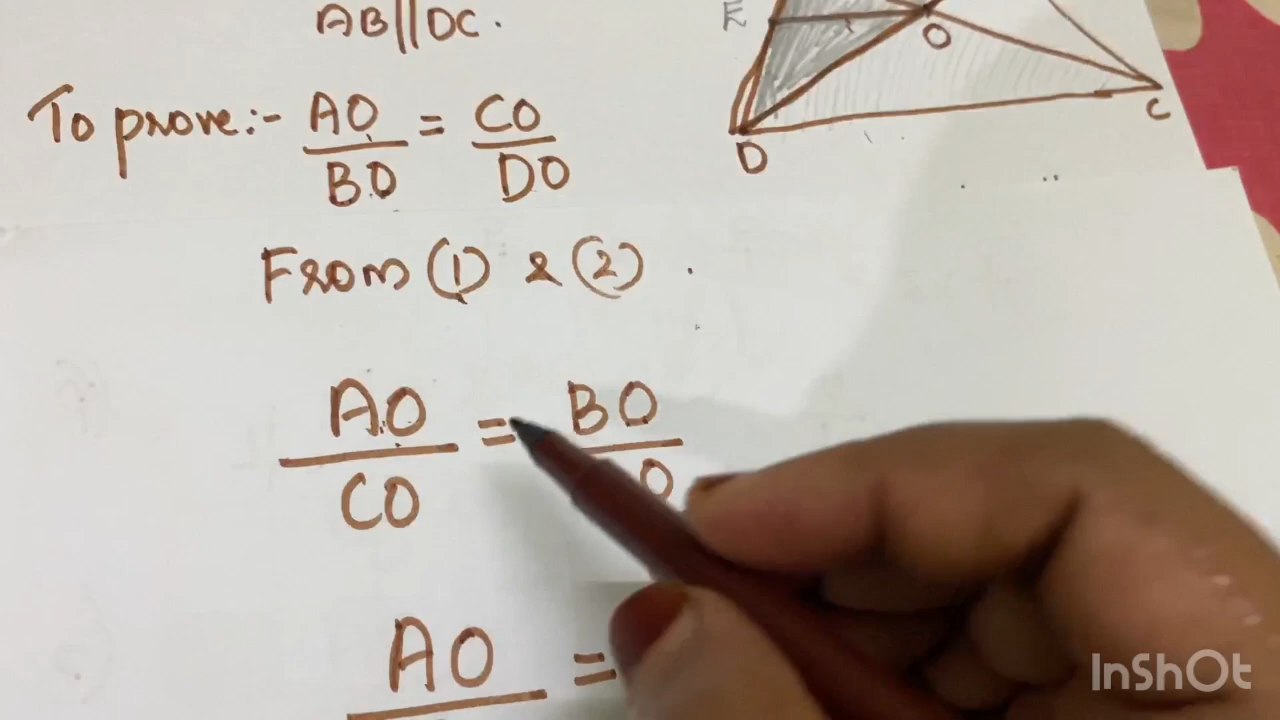 AB||DC.
E
O
C
D
To prove:- AO/BO = CO/DO
From (1) & (2)
AO/CO = BO/ O
AO =
InShOt